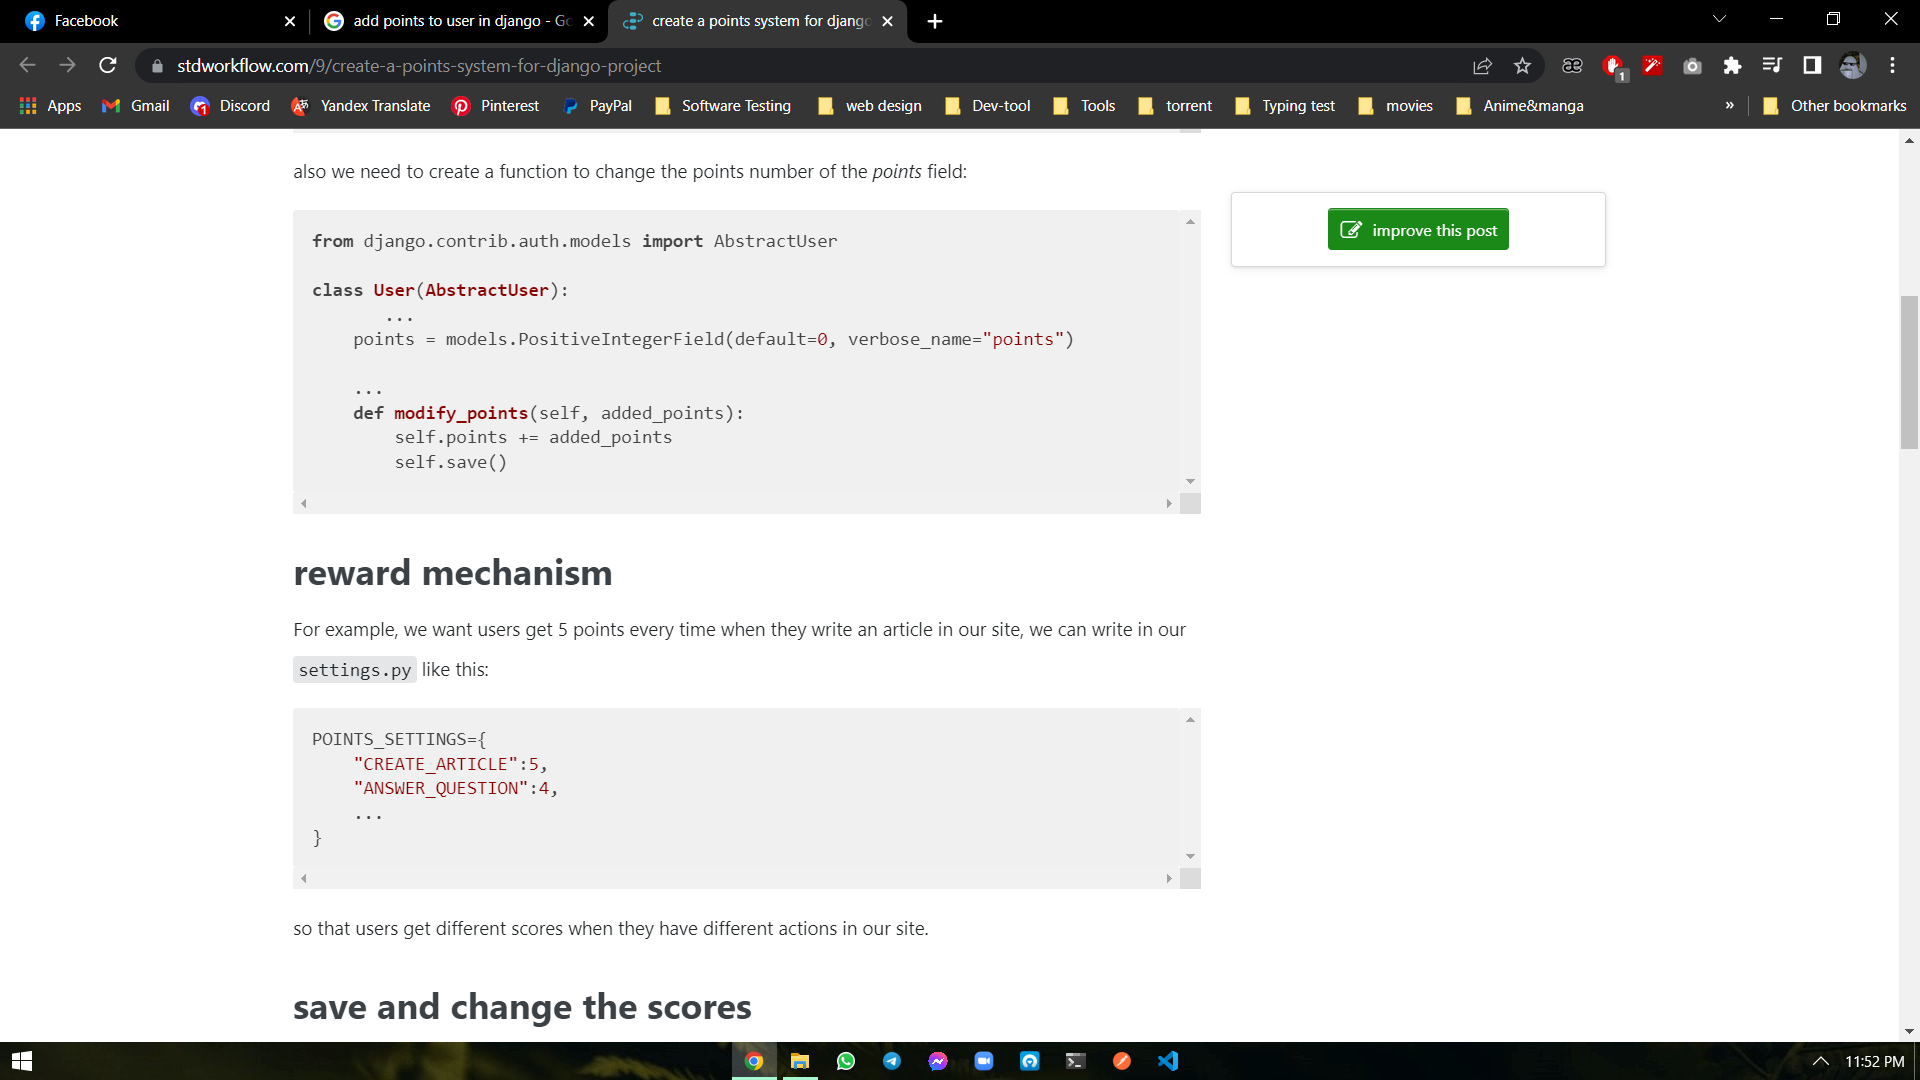 Facebook
add points to user in django - Go
create a points system for django
stdworkflow.com/9/create-a-points-system-for-django-project
1
Apps
Gmail
Discord
Yandex Translate
Pinterest
PayPal
Software Testing
web design
Dev-tool
Tools
torrent
Typing test
movies
Anime&manga
»
Other bookmarks
also we need to create a function to change the points number of the points field:
from django.contrib.auth.models import AbstractUser
class User(AbstractUser):
...
points = models.PositiveIntegerField(default=0, verbose_name="points")
...
def modify_points(self, added_points):
self.points += added_points
self.save()
improve this post
reward mechanism
For example, we want users get 5 points every time when they write an article in our site, we can write in our
settings.py like this:
POINTS_SETTINGS={
"CREATE_ARTICLE":5,
"ANSWER_QUESTION":4,
...
}
so that users get different scores when they have different actions in our site.
save and change the scores
11:52 PM